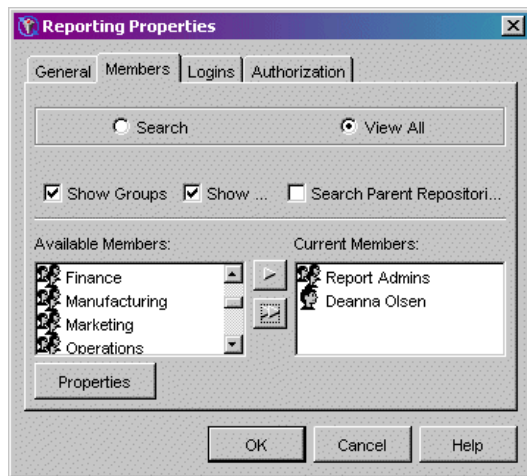 Reporting Properties
General Members Logins Authorization
Search View All
Show Groups Show ... Search Parent Repositori...
Available Members: Current Members:
Finance Report Admins
Manufacturing Deanna Olsen
Marketing
Operations
Properties
OK Cancel Help